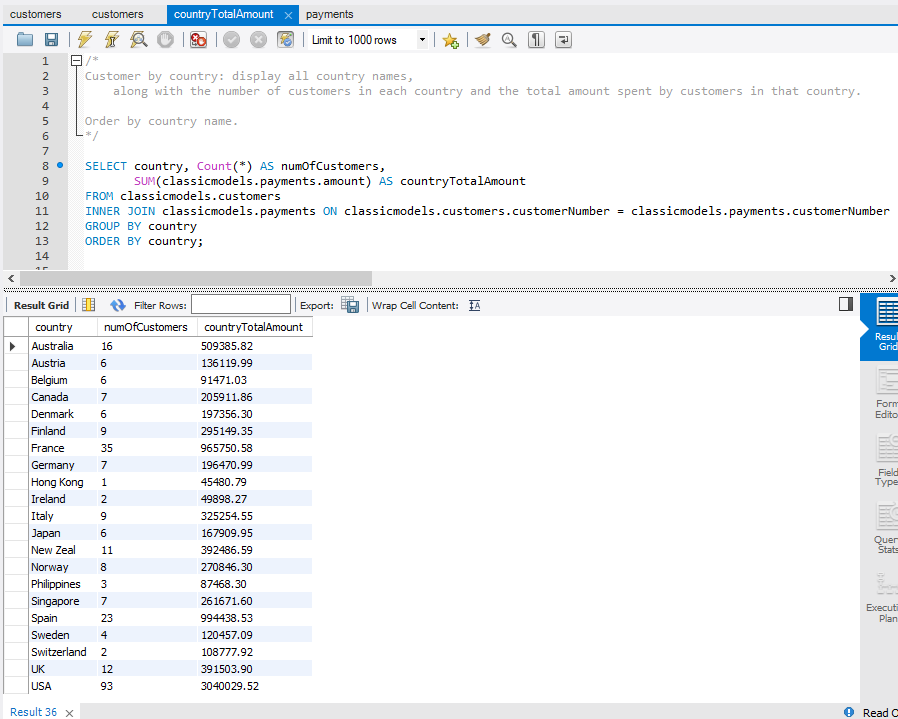 customers customers countryTotalAmount payments
Limit to 1000 rows
1 /*
2 Customer by country: display all country names,
3 along with the number of customers in each country and the total amount spent by customers in that country.
4
5 Order by country name.
6 */
7
8 SELECT country, Count(*) AS numOfCustomers,
9 SUM(classicmodels.payments.amount) AS countryTotalAmount
10 FROM classicmodels.customers
11 INNER JOIN classicmodels.payments ON classicmodels.customers.customerNumber = classicmodels.payments.customerNumber
12 GROUP BY country
13 ORDER BY country;
14
Result Grid Filter Rows: Export: Wrap Cell Content: IA
country numOfCustomers countryTotalAmount
Australia 16 509385.82
Austria 6 136119.99
Belgium 6 91471.03
Canada 7 205911.86
Denmark 6 197356.30
Finland 9 295149.35
France 35 965750.58
Germany 7 196470.99
Hong Kong 1 45480.79
Ireland 2 49898.27
Italy 9 325254.55
Japan 6 167909.95
New Zeal 11 392486.59
Norway 8 270846.30
Philippines 3 87468.30
Singapore 7 261671.60
Spain 23 994438.53
Sweden 4 120457.09
Switzerland 2 108777.92
UK 12 391503.90
USA 93 3040029.52
Resul
Grid
Form
Edito
Field
Type
Quer
Stats
Executi
Plan
Result 36 Read O